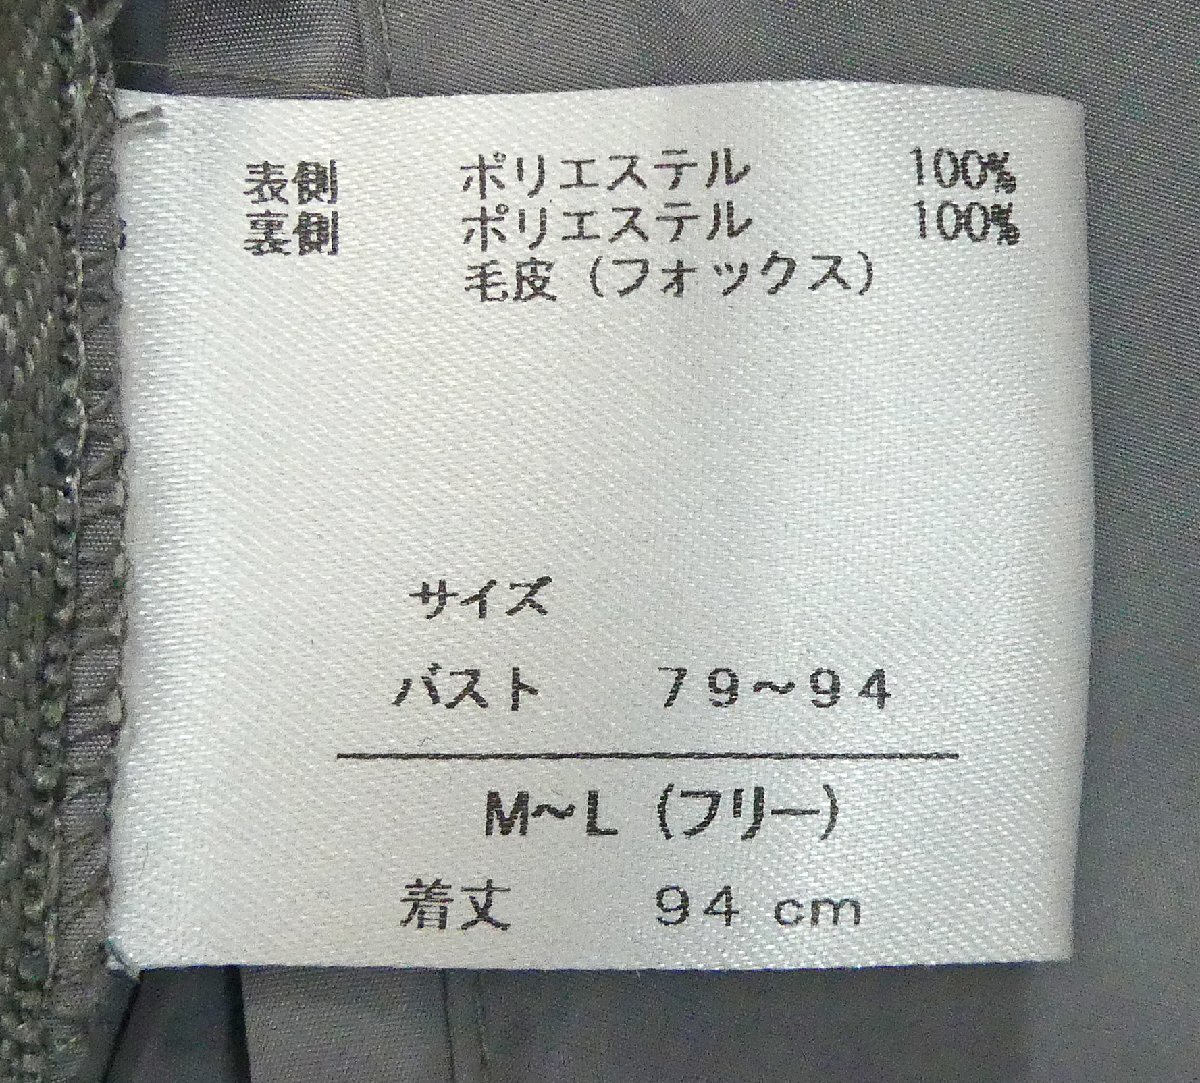 表側 ポリエステル 100%
裏側 ポリエステル 100%
毛皮 (フォックス)
サイズ
バスト 79~94
M~L (フリー)
着丈 94 cm